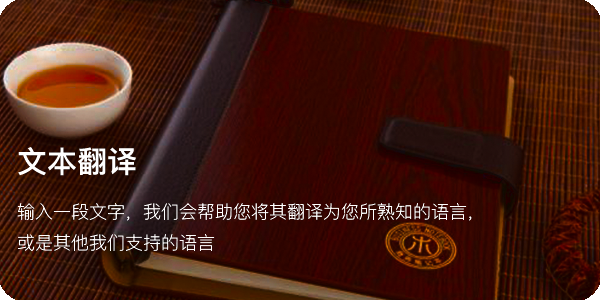 文本翻译
输入一段文字，我们会帮助您将其翻译为您所熟知的语言，
或是其他我们支持的语言